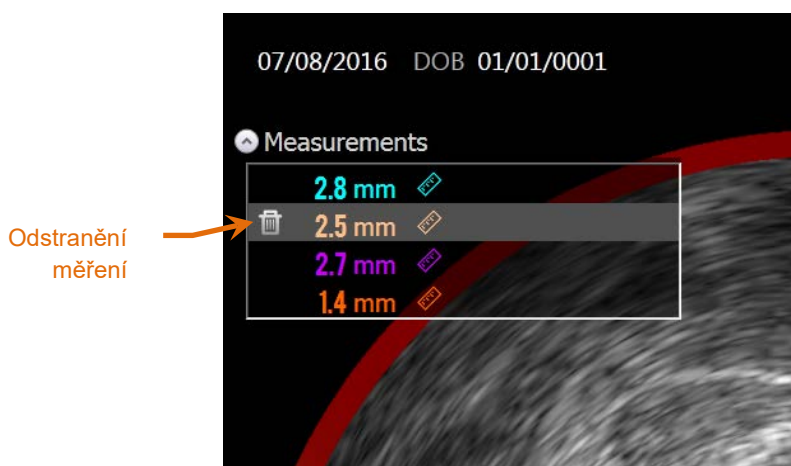 07/08/2016 DOB 01/01/0001
Measurements
2.8 mm
2.5 mm
2.7 mm
1.4 mm
Odstranění
měření